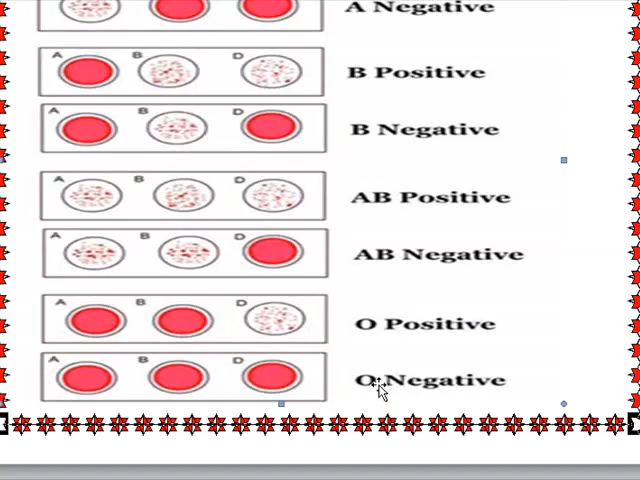 A Negative
A B D B Positive
A B D B Negative
A B D AB Positive
A B D AB Negative
A B D O Positive
A B D O Negative